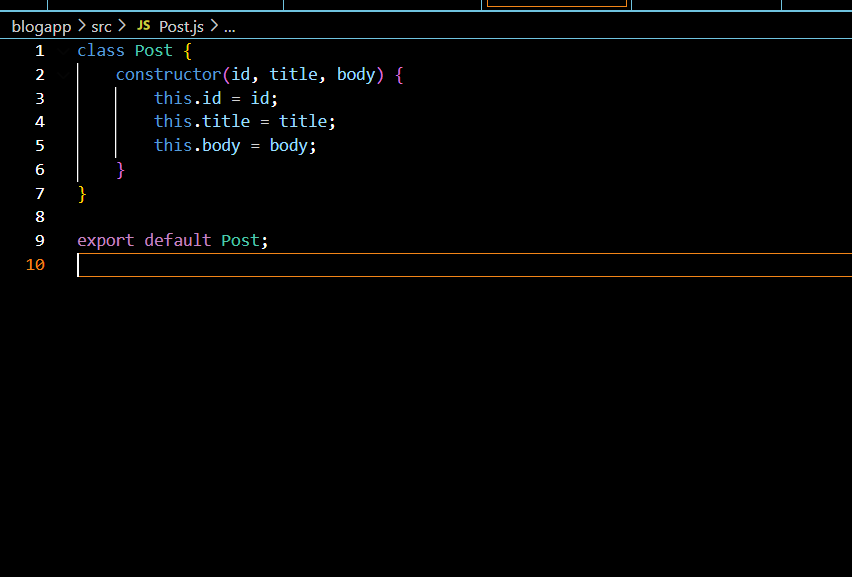 blogapp > src > JS Post.js > ...
1 class Post {
2     constructor(id, title, body) {
3         this.id = id;
4         this.title = title;
5         this.body = body;
6     }
7 }
8
9 export default Post;
10